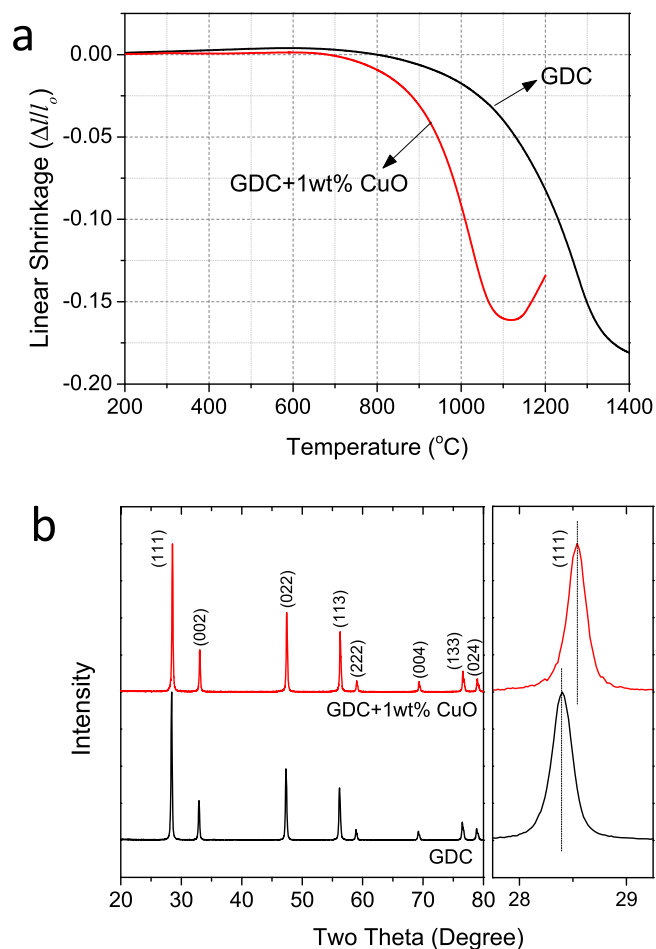 a
0.00
-0.05
-0.10
-0.15
-0.20
Linear Shrinkage (Δl/lo)
GDC
GDC+1wt% CuO
200 400 600 800 1000 1200 1400
Temperature (oC)
b
(111)
(002)
(022)
(113)
(222)
(004)
(133)
(024)
GDC+1wt% CuO
GDC
Intensity
(111)
20 30 40 50 60 70 80
28 29
Two Theta (Degree)